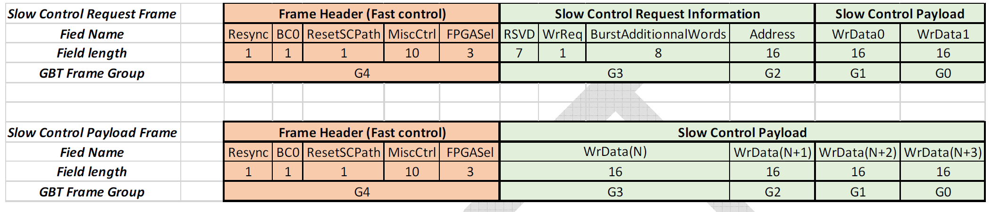 Slow Control Request Frame Frame Header (Fast control) Slow Control Request Information Slow Control Payload
Fied Name Resync BC0 ResetSCPath MiscCtrl FPGASel RSVD WrReq BurstAdditionnalWords Address WrData0 WrData1
Field length 1 1 1 10 3 7 1 8 16 16 16
GBT Frame Group G4 G3 G2 G1 G0
Slow Control Payload Frame Frame Header (Fast control) Slow Control Payload
Fied Name Resync BC0 ResetSCPath MiscCtrl FPGASel WrData(N) WrData(N+1) WrData(N+2) WrData(N+3)
Field length 1 1 1 10 3 16 16 16 16
GBT Frame Group G4 G3 G2 G1 G0